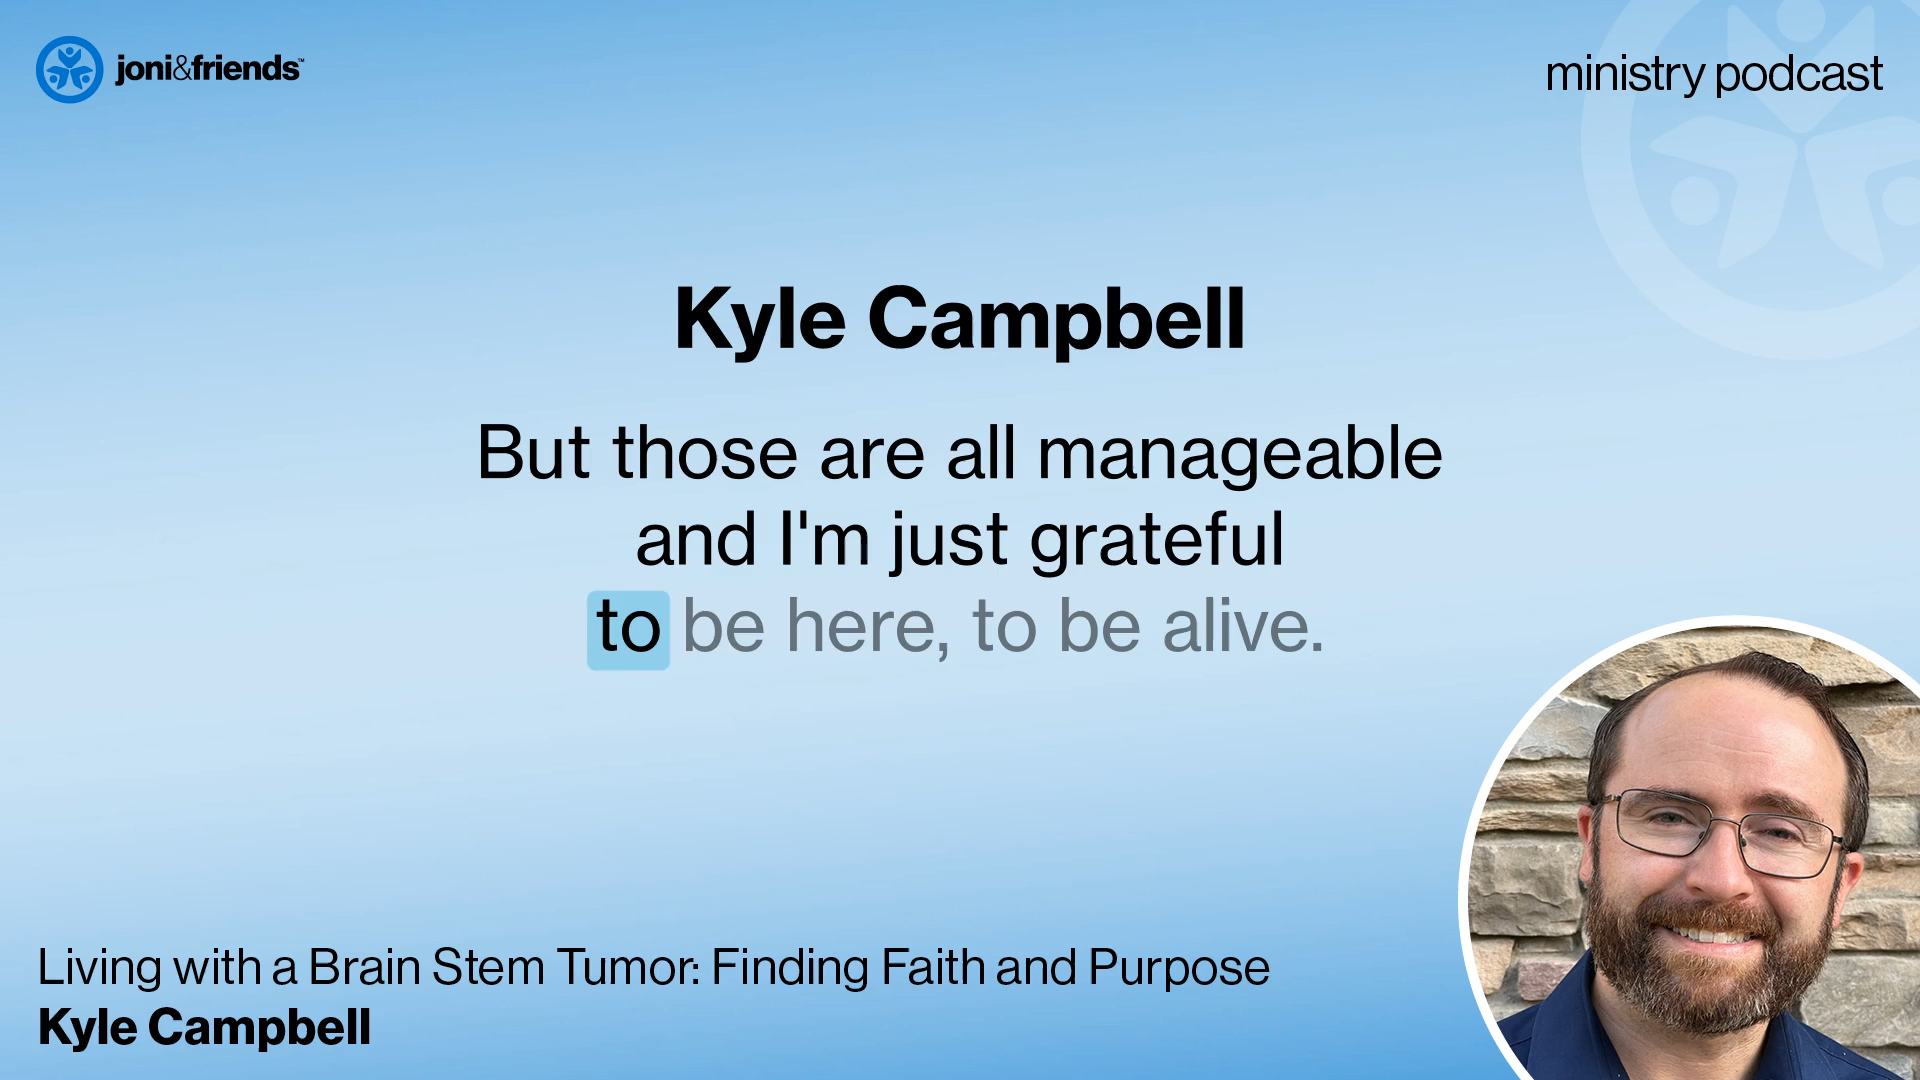 joni&friends™
ministry podcast
Kyle Campbell
But those are all manageable
and I'm just grateful
to be here, to be alive.
Living with a Brain Stem Tumor: Finding Faith and Purpose
Kyle Campbell